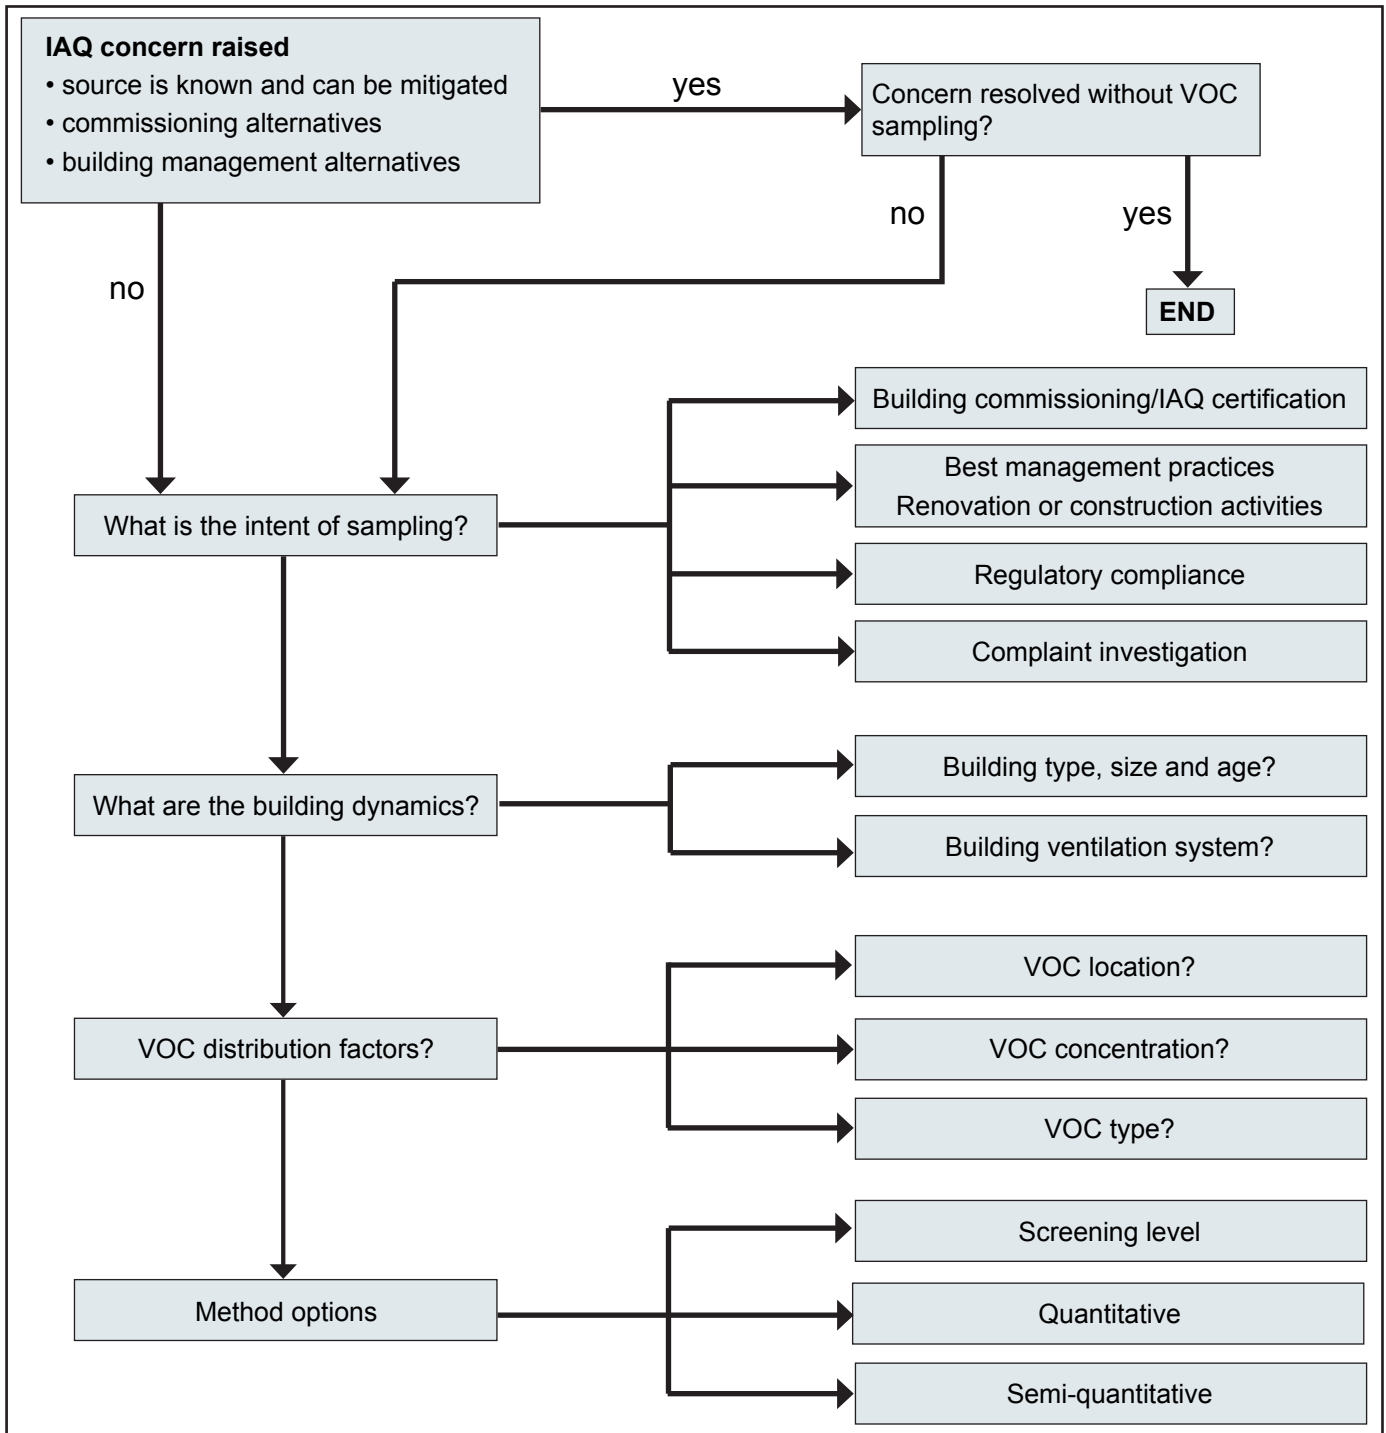 IAQ concern raised
• source is known and can be mitigated
• commissioning alternatives
• building management alternatives
yes
Concern resolved without VOC
sampling?
no
yes
no
END
Building commissioning/IAQ certification
Best management practices
Renovation or construction activities
What is the intent of sampling?
Regulatory compliance
Complaint investigation
Building type, size and age?
What are the building dynamics?
Building ventilation system?
VOC location?
VOC distribution factors?
VOC concentration?
VOC type?
Screening level
Method options
Quantitative
Semi-quantitative